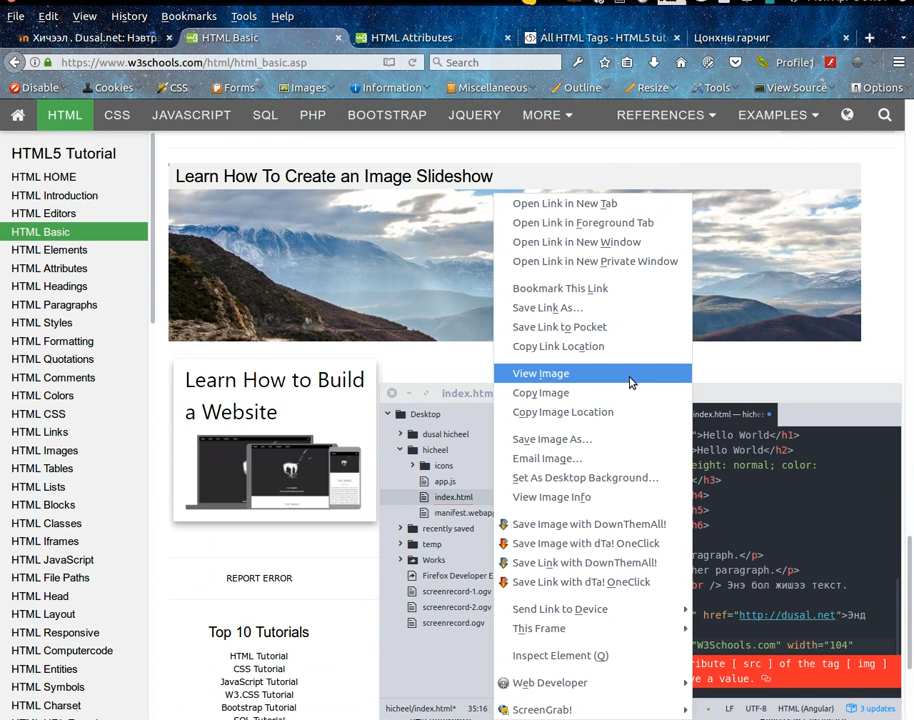 File Edit View History Bookmarks Tools Help
Хичээл . Dusal.net: Нэвтр
HTML Basic
HTML Attributes
All HTML Tags - HTML5 tut
Цонхны гарчиг
https://www.w3schools.com/html/html_basic.asp
Search
Profile
Disable Cookies CSS Forms Images Information Miscellaneous Outline Resize Tools View Source Options
HTML CSS JAVASCRIPT SQL PHP BOOTSTRAP JQUERY MORE REFERENCES EXAMPLES
HTML5 Tutorial
HTML HOME
HTML Introduction
HTML Editors
HTML Basic
HTML Elements
HTML Attributes
HTML Headings
HTML Paragraphs
HTML Styles
HTML Formatting
HTML Quotations
HTML Comments
HTML Colors
HTML CSS
HTML Links
HTML Images
HTML Tables
HTML Lists
HTML Blocks
HTML Classes
HTML Iframes
HTML JavaScript
HTML File Paths
HTML Head
HTML Layout
HTML Responsive
HTML Computercode
HTML Entities
HTML Symbols
HTML Charset
Learn How To Create an Image Slideshow
Learn How to Build
a Website
REPORT ERROR
Top 10 Tutorials
HTML Tutorial
CSS Tutorial
JavaScript Tutorial
W3.CSS Tutorial
Bootstrap Tutorial
SQL Tutorial
Open Link in New Tab
Open Link in Foreground Tab
Open Link in New Window
Open Link in New Private Window
Bookmark This Link
Save Link As...
Save Link to Pocket
Copy Link Location
View Image
Copy Image
Copy Image Location
Save Image As...
Email Image...
Set As Desktop Background...
View Image Info
Save Image with DownThemAll!
Save Image with dTa! OneClick
Save Link with DownThemAll!
Save Link with dTa! OneClick
Send Link to Device
This Frame
Inspect Element (Q)
Web Developer
ScreenGrab!
index.htm
Desktop
dusal hicheel
hicheel
icons
app.js
index.html
manifest.webapp
recently saved
temp
Works
Firefox Developer E
screenrecord-1.ogv
screenrecord-2.ogv
screenrecord.ogv
hicheel/index.html* 35:16
index.html — hich
">Hello World</h1>
>Hello World</h2>
eight: normal; color:
</h3>
h4>
h5>
h6>
ragraph.</p>
her paragraph.</p>
or /> Энэ бол жишээ текст.
" href="http://dusal.net">Энд
"W3Schools.com" width="104"
ribute [ src ] of the tag [ img ]
ve a value.
LF UTF-8 HTML (Angular) 3 updates